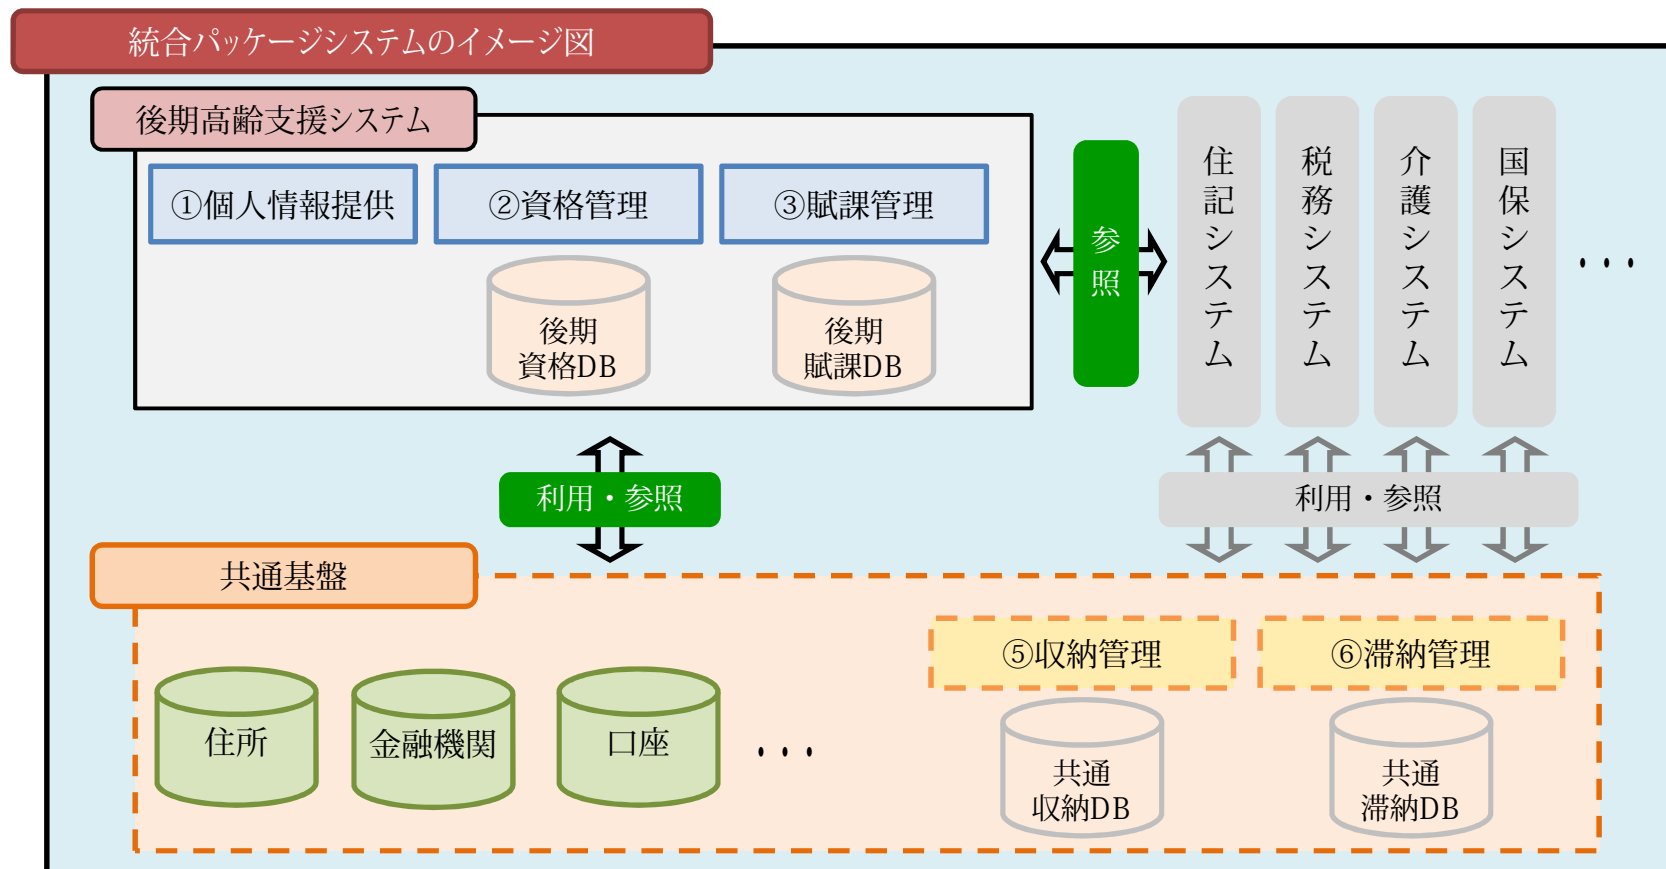 統合パッケージシステムのイメージ図
後期高齢支援システム
①個人情報提供
②資格管理
③賦課管理
後期
資格DB
後期
賦課DB
参照
住記システム
税務システム
介護システム
国保システム
・・・
利用・参照
利用・参照
共通基盤
⑤収納管理
⑥滞納管理
住所
金融機関
口座
・・・
共通
収納DB
共通
滞納DB